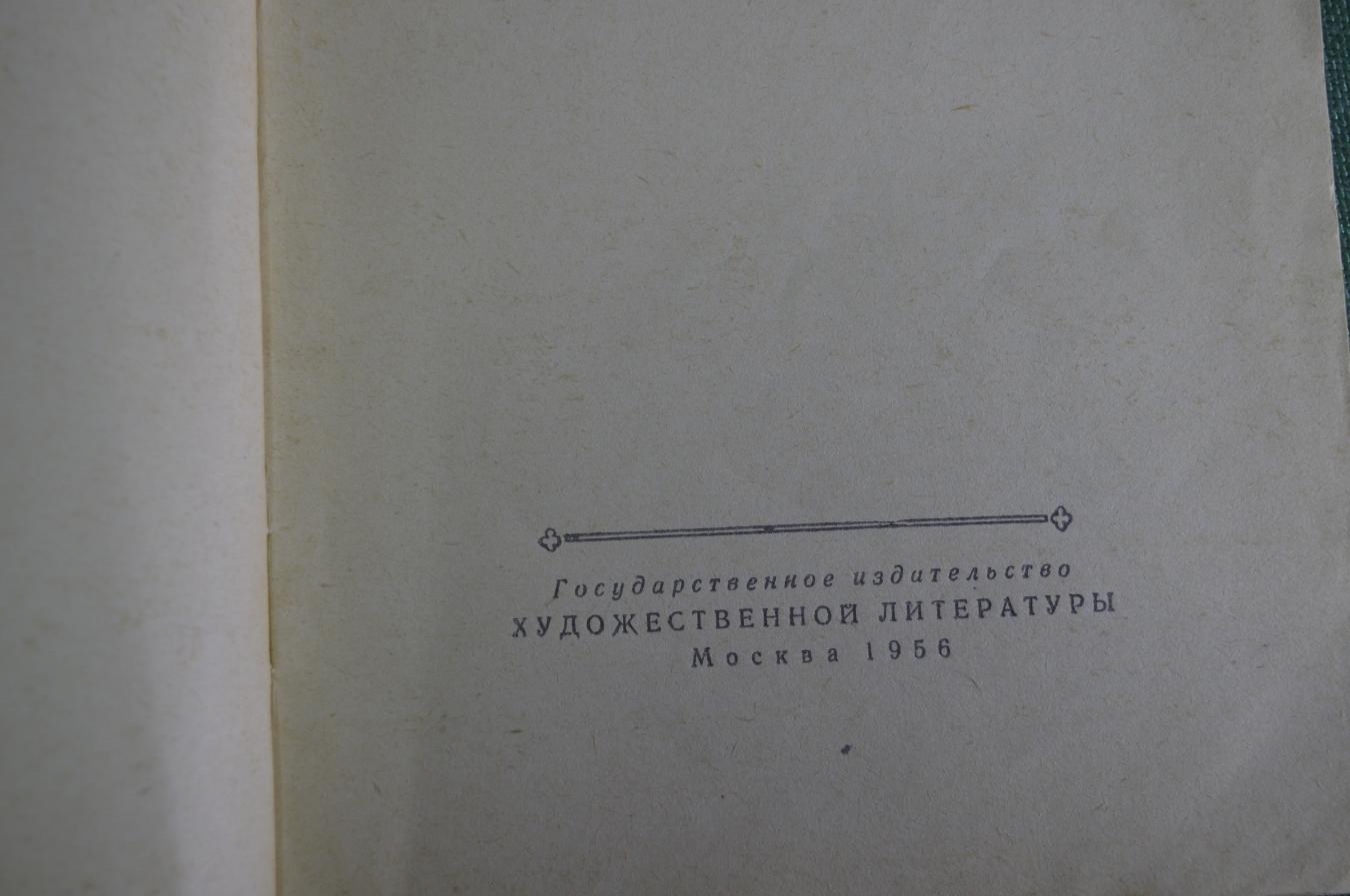 Государственное издательство
ХУДОЖЕСТВЕННОЙ ЛИТЕРАТУРЫ
Москва 1956